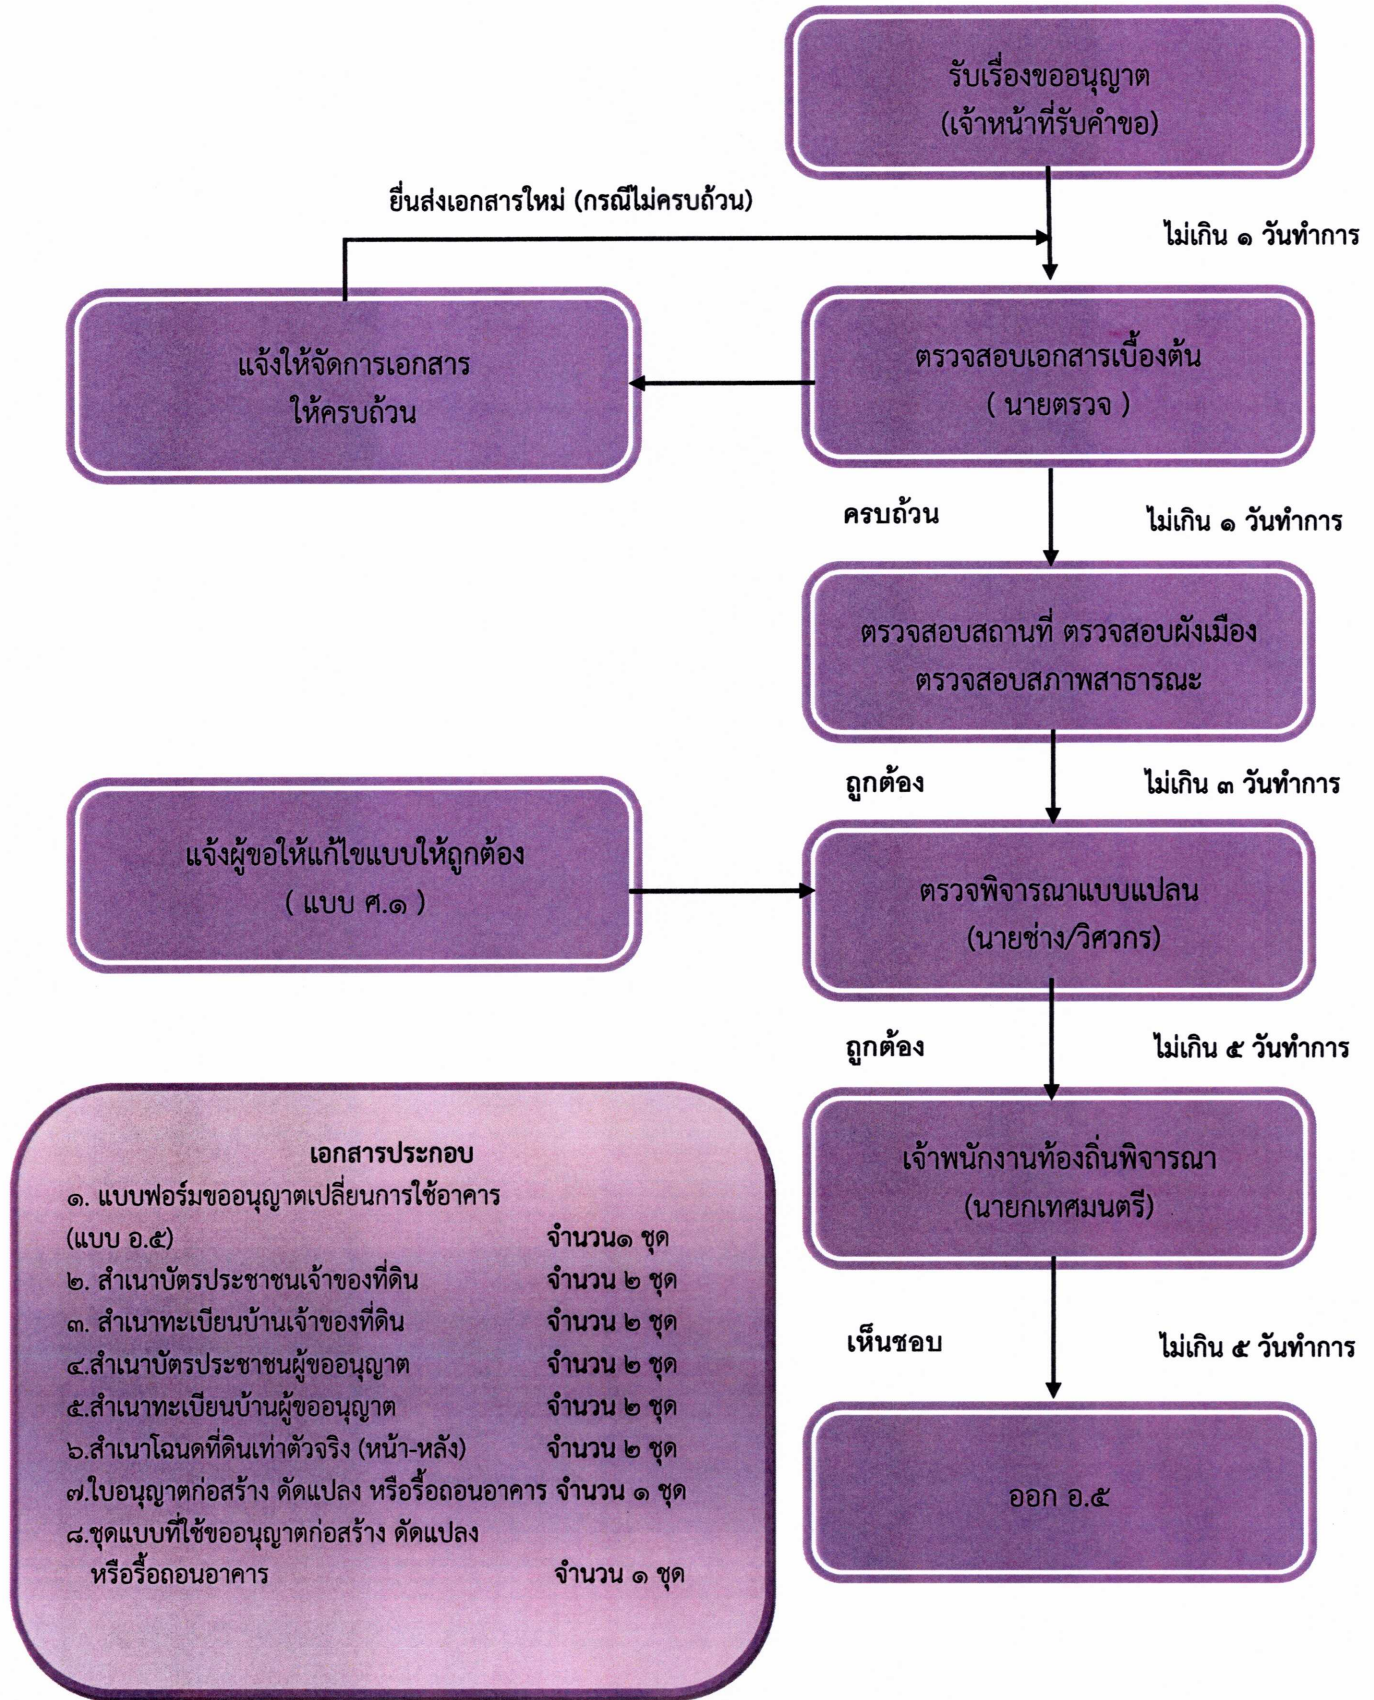 รับเรื่องขออนุญาต
(เจ้าหน้าที่รับคำขอ)
ยื่นส่งเอกสารใหม่ (กรณีไม่ครบถ้วน)
ไม่เกิน ๑ วันทำการ
แจ้งให้จัดการเอกสาร
ให้ครบถ้วน
ตรวจสอบเอกสารเบื้องต้น
( นายตรวจ )
ครบถ้วน
ไม่เกิน ๑ วันทำการ
ตรวจสอบสถานที่ ตรวจสอบผังเมือง
ตรวจสอบสภาพสาธารณะ
ถูกต้อง
ไม่เกิน ๓ วันทำการ
แจ้งผู้ขอให้แก้ไขแบบให้ถูกต้อง
( แบบ ศ.๑ )
ตรวจพิจารณาแบบแปลน
(นายช่าง/วิศวกร)
ถูกต้อง
ไม่เกิน ๕ วันทำการ
เจ้าพนักงานท้องถิ่นพิจารณา
(นายกเทศมนตรี)
เห็นชอบ
ไม่เกิน ๕ วันทำการ
ออก อ.๕
เอกสารประกอบ
๑. แบบฟอร์มขออนุญาตเปลี่ยนการใช้อาคาร
(แบบ อ.๕) จำนวน๑ ชุด
๒. สำเนาบัตรประชาชนเจ้าของที่ดิน จำนวน ๒ ชุด
๓. สำเนาทะเบียนบ้านเจ้าของที่ดิน จำนวน ๒ ชุด
๔.สำเนาบัตรประชาชนผู้ขออนุญาต จำนวน ๒ ชุด
๕.สำเนาทะเบียนบ้านผู้ขออนุญาต จำนวน ๒ ชุด
๖.สำเนาโฉนดที่ดินเท่าตัวจริง (หน้า-หลัง) จำนวน ๒ ชุด
๗.ใบอนุญาตก่อสร้าง ดัดแปลง หรือรื้อถอนอาคาร จำนวน ๑ ชุด
๘.ชุดแบบที่ใช้ขออนุญาตก่อสร้าง ดัดแปลง
หรือรื้อถอนอาคาร จำนวน ๑ ชุด